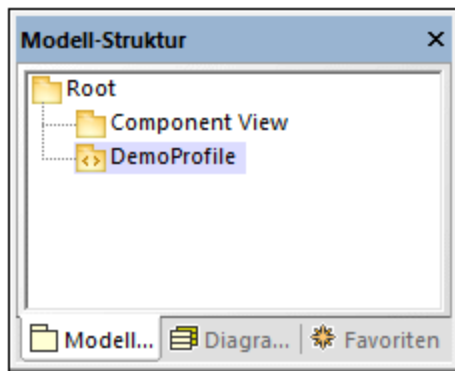 Modell-Struktur
Root
Component View
DemoProfile
Modell... Diagra... Favoriten